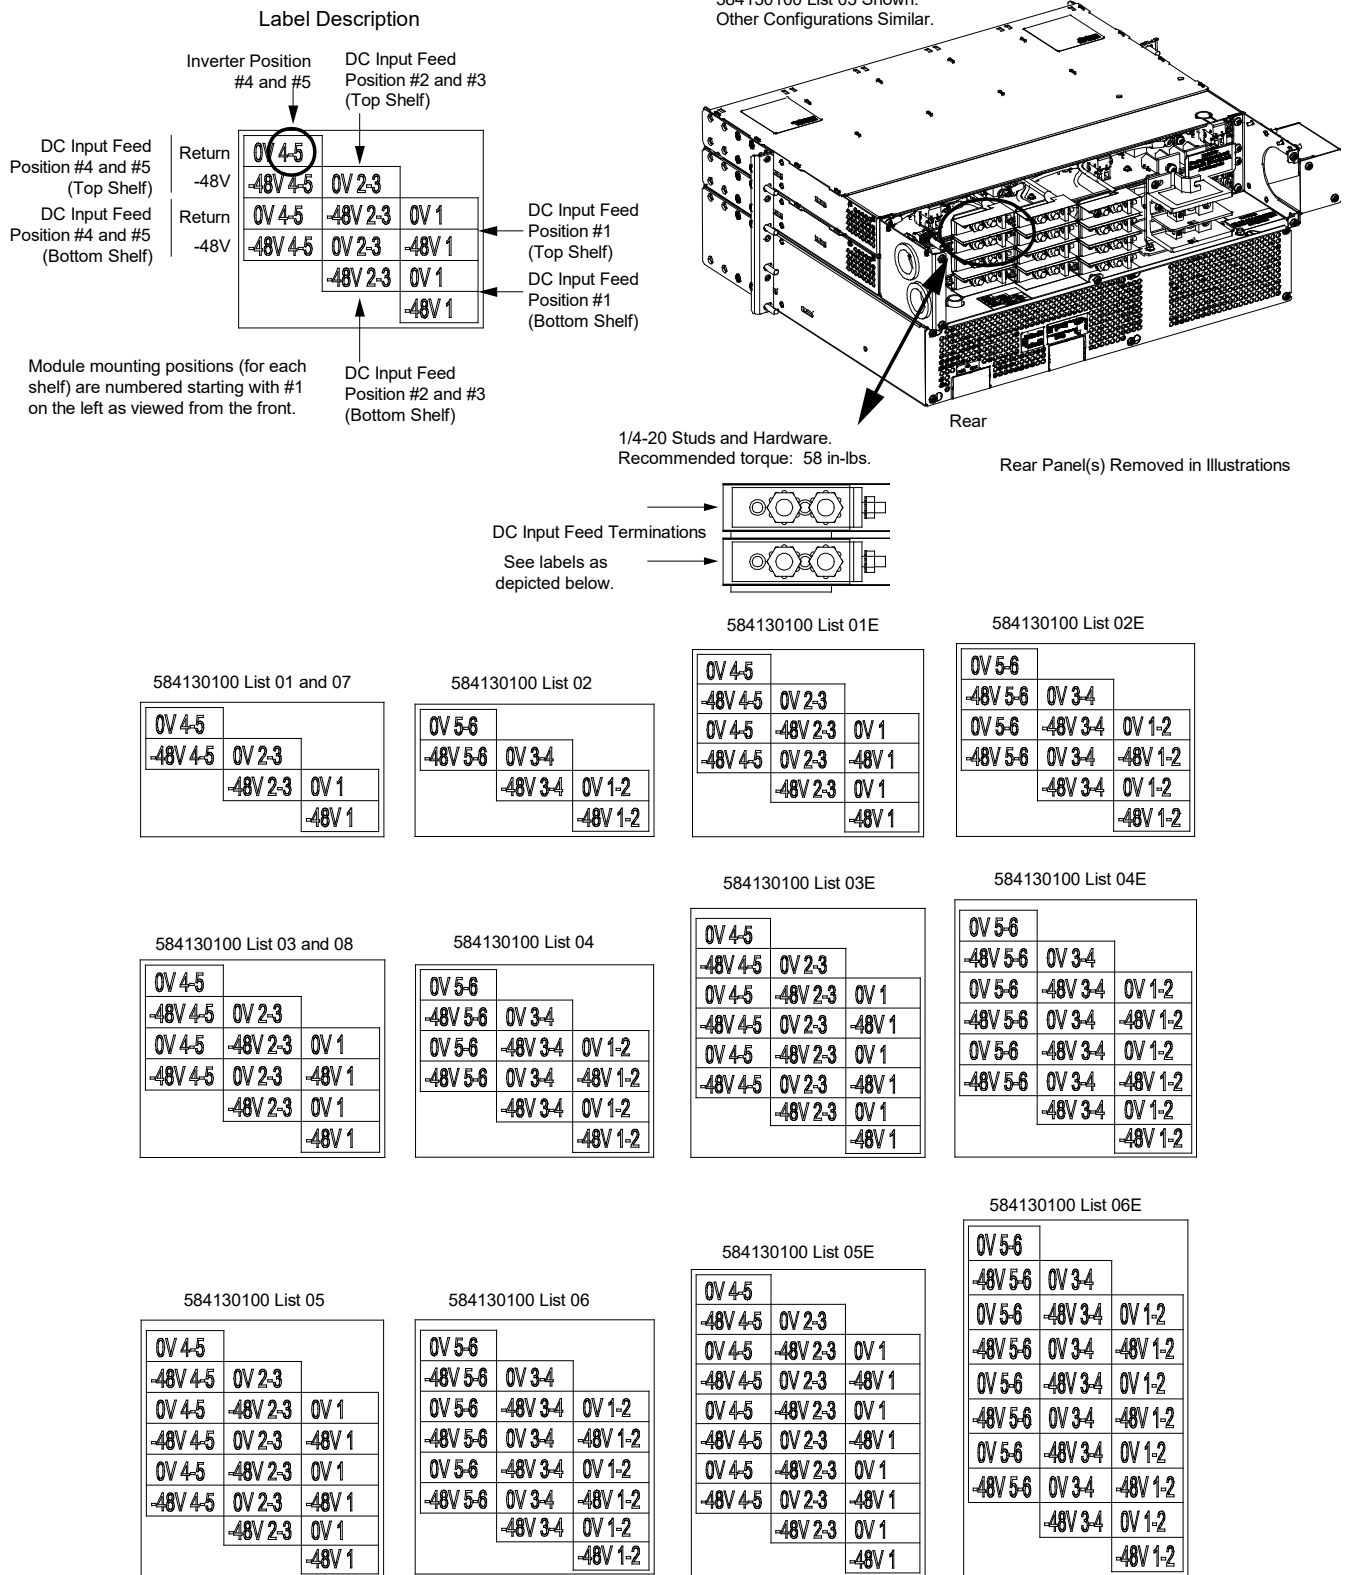 Label Description
584130100 List 03 Shown.
Other Configurations Similar.
Inverter Position
#4 and #5
DC Input Feed
Position #2 and #3
(Top Shelf)
DC Input Feed
Position #4 and #5
(Top Shelf)
Return
-48V
DC Input Feed
Position #4 and #5
(Bottom Shelf)
Return
-48V
0V 4-5
-48V 4-5 0V 2-3
0V 4-5 -48V 2-3 0V 1
-48V 4-5 0V 2-3 -48V 1
-48V 2-3 0V 1
-48V 1
DC Input Feed
Position #1
(Top Shelf)
DC Input Feed
Position #1
(Bottom Shelf)
DC Input Feed
Position #2 and #3
(Bottom Shelf)
Module mounting positions (for each
shelf) are numbered starting with #1
on the left as viewed from the front.
Rear
1/4-20 Studs and Hardware.
Recommended torque: 58 in-lbs.
Rear Panel(s) Removed in Illustrations
DC Input Feed Terminations
See labels as
depicted below.
584130100 List 01 and 07
0V 4-5
-48V 4-5 0V 2-3
-48V 2-3 0V 1
-48V 1
584130100 List 02
0V 5-6
-48V 5-6 0V 3-4
-48V 3-4 0V 1-2
-48V 1-2
584130100 List 01E
0V 4-5
-48V 4-5 0V 2-3
0V 4-5 -48V 2-3 0V 1
-48V 4-5 0V 2-3 -48V 1
-48V 2-3 0V 1
-48V 1
584130100 List 02E
0V 5-6
-48V 5-6 0V 3-4
0V 5-6 -48V 3-4 0V 1-2
-48V 5-6 0V 3-4 -48V 1-2
-48V 3-4 0V 1-2
-48V 1-2
584130100 List 03 and 08
0V 4-5
-48V 4-5 0V 2-3
0V 4-5 -48V 2-3 0V 1
-48V 4-5 0V 2-3 -48V 1
-48V 2-3 0V 1
-48V 1
584130100 List 04
0V 5-6
-48V 5-6 0V 3-4
0V 5-6 -48V 3-4 0V 1-2
-48V 5-6 0V 3-4 -48V 1-2
-48V 3-4 0V 1-2
-48V 1-2
584130100 List 03E
0V 4-5
-48V 4-5 0V 2-3
0V 4-5 -48V 2-3 0V 1
-48V 4-5 0V 2-3 -48V 1
0V 4-5 -48V 2-3 0V 1
-48V 4-5 0V 2-3 -48V 1
-48V 2-3 0V 1
-48V 1
584130100 List 04E
0V 5-6
-48V 5-6 0V 3-4
0V 5-6 -48V 3-4 0V 1-2
-48V 5-6 0V 3-4 -48V 1-2
0V 5-6 -48V 3-4 0V 1-2
-48V 5-6 0V 3-4 -48V 1-2
-48V 3-4 0V 1-2
-48V 1-2
584130100 List 05
0V 4-5
-48V 4-5 0V 2-3
0V 4-5 -48V 2-3 0V 1
-48V 4-5 0V 2-3 -48V 1
0V 4-5 -48V 2-3 0V 1
-48V 4-5 0V 2-3 -48V 1
-48V 2-3 0V 1
-48V 1
584130100 List 06
0V 5-6
-48V 5-6 0V 3-4
0V 5-6 -48V 3-4 0V 1-2
-48V 5-6 0V 3-4 -48V 1-2
0V 5-6 -48V 3-4 0V 1-2
-48V 5-6 0V 3-4 -48V 1-2
-48V 3-4 0V 1-2
-48V 1-2
584130100 List 05E
0V 4-5
-48V 4-5 0V 2-3
0V 4-5 -48V 2-3 0V 1
-48V 4-5 0V 2-3 -48V 1
0V 4-5 -48V 2-3 0V 1
-48V 4-5 0V 2-3 -48V 1
0V 4-5 -48V 2-3 0V 1
-48V 4-5 0V 2-3 -48V 1
-48V 2-3 0V 1
-48V 1
584130100 List 06E
0V 5-6
-48V 5-6 0V 3-4
0V 5-6 -48V 3-4 0V 1-2
-48V 5-6 0V 3-4 -48V 1-2
0V 5-6 -48V 3-4 0V 1-2
-48V 5-6 0V 3-4 -48V 1-2
0V 5-6 -48V 3-4 0V 1-2
-48V 5-6 0V 3-4 -48V 1-2
-48V 3-4 0V 1-2
-48V 1-2